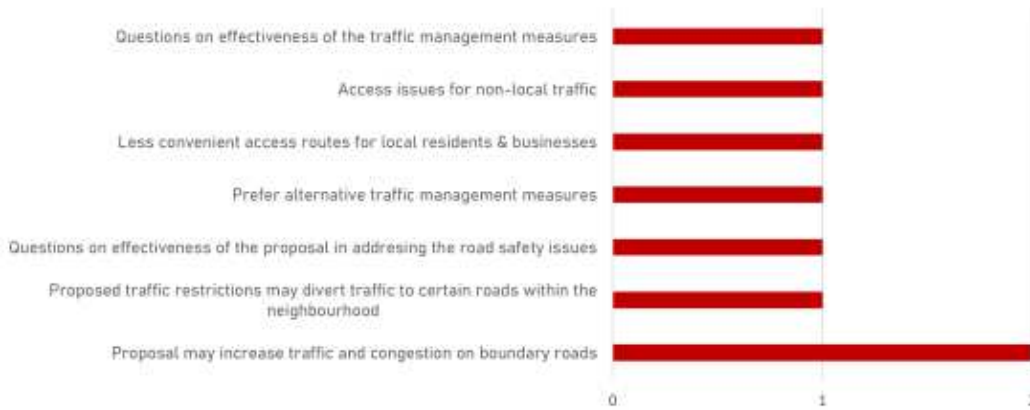 Questions on effectiveness of the traffic management measures
Access issues for non-local traffic
Less convenient access routes for local residents & businesses
Prefer alternative traffic management measures
Questions on effectiveness of the proposal in addresing the road safety issues
Proposed traffic restrictions may divert traffic to certain roads within the
neighbourhood
Proposal may increase traffic and congestion on boundary roads
0 1